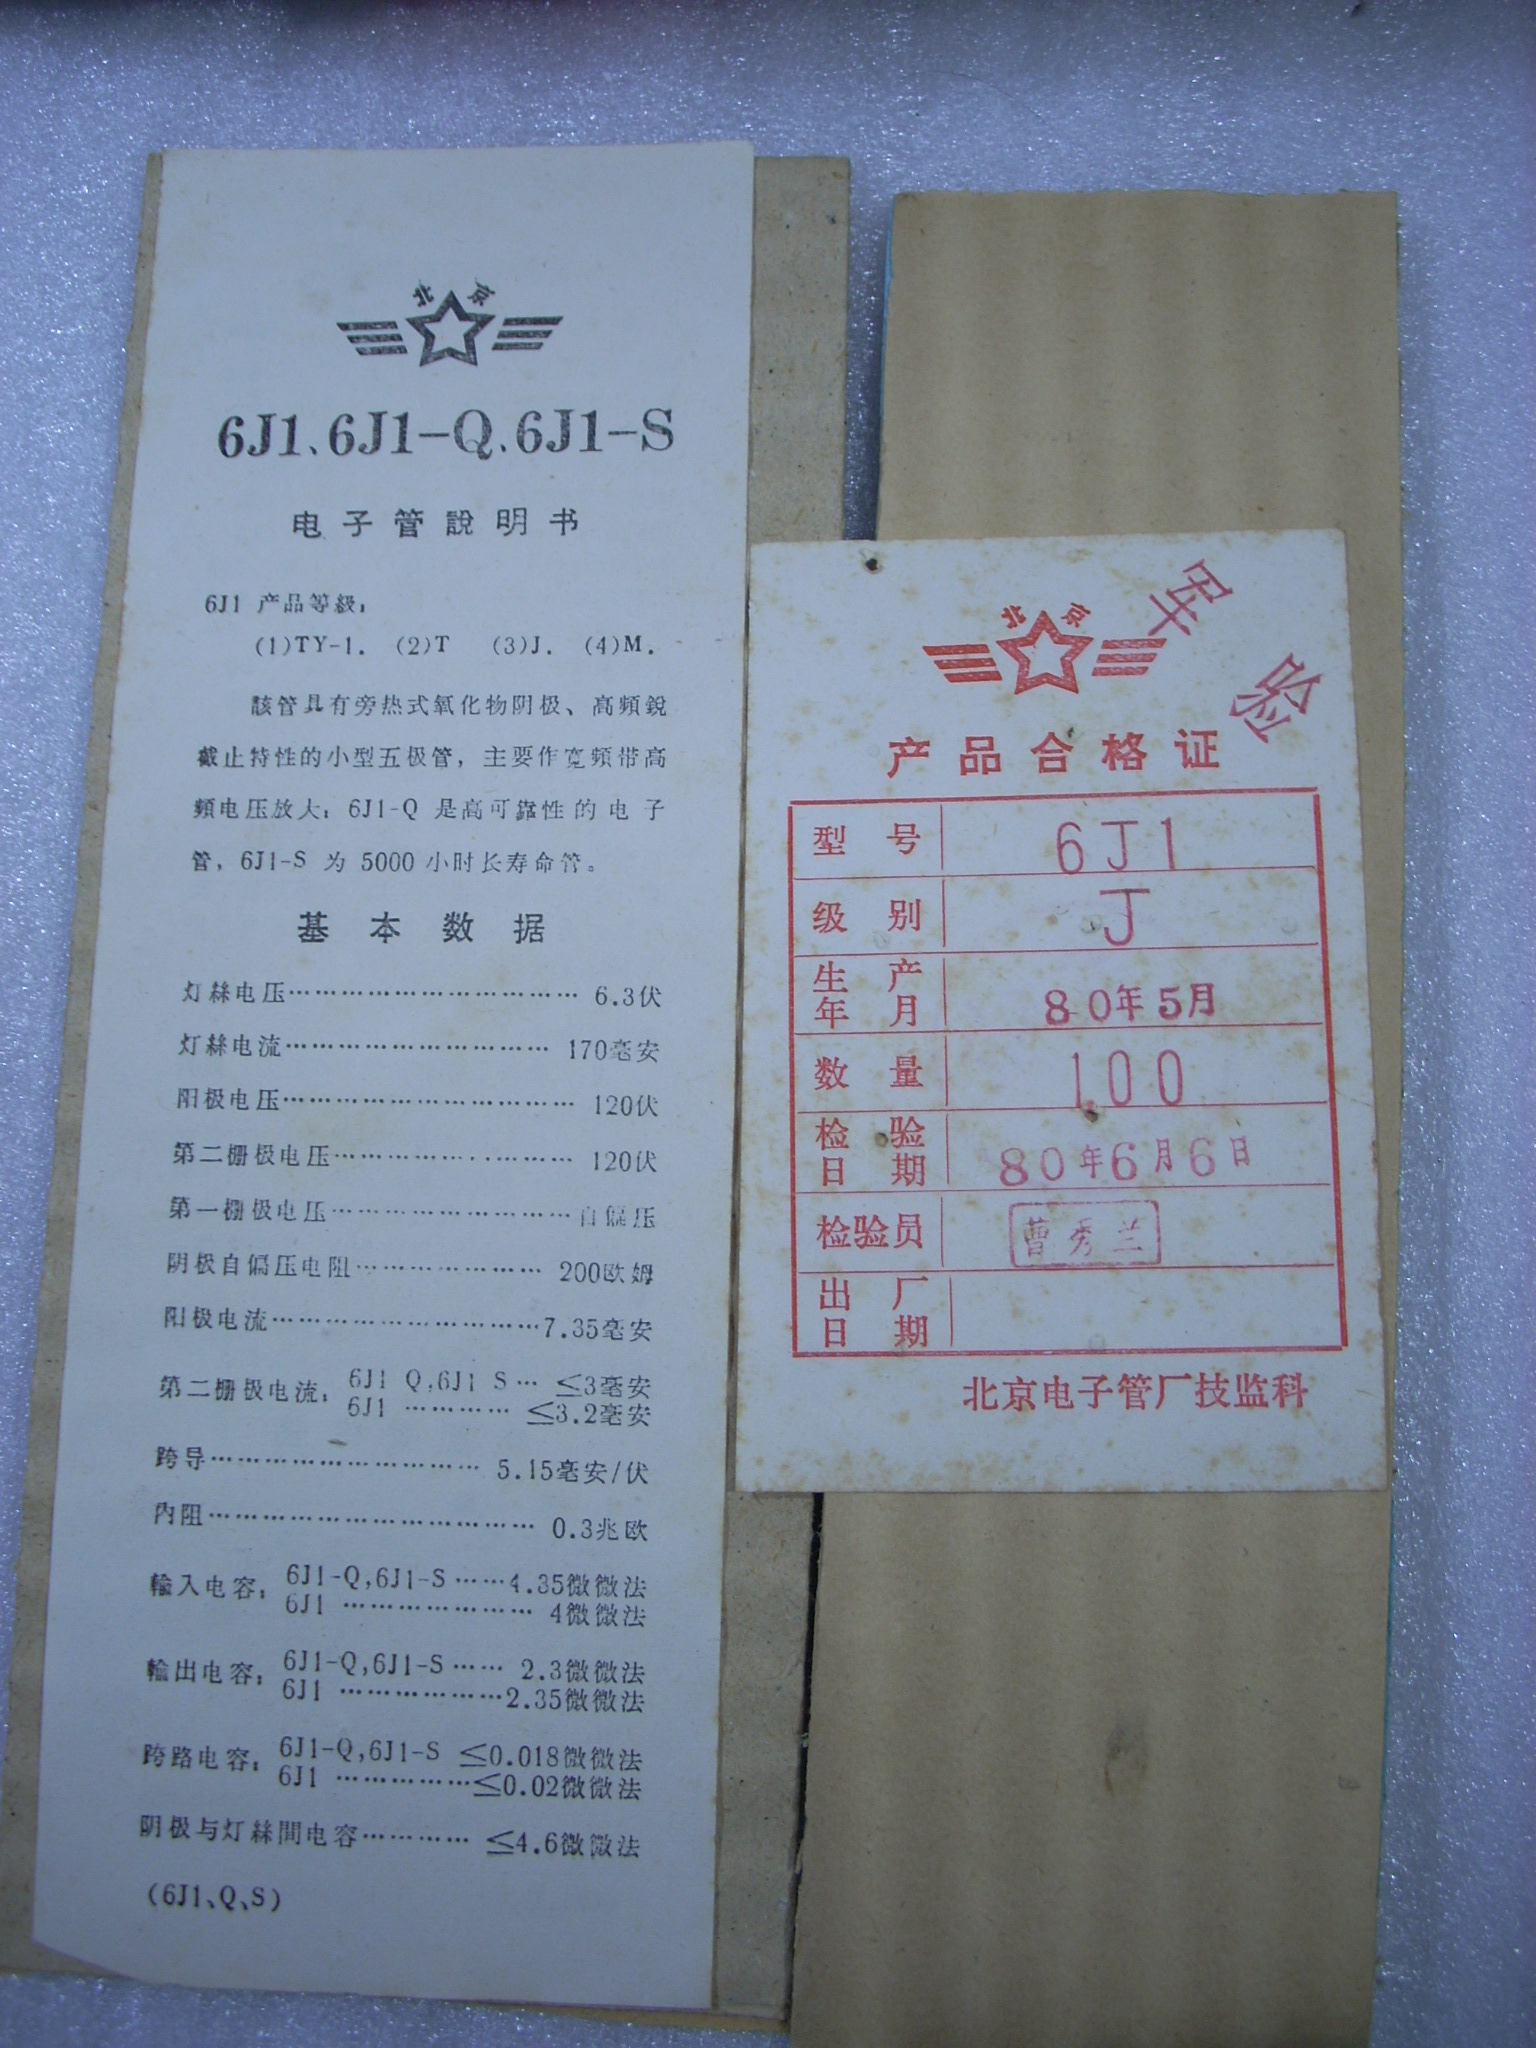 北京
6J1、6J1-Q、6J1-S
电子管說明书
6J1 产品等級:
(1)TY-1. (2)T (3)J. (4)M.
該管具有旁热式氧化物阴极、高頻銳
截止特性的小型五极管，主要作宽頻带高
頻电压放大；6J1-Q 是高可靠性的电子
管，6J1-S 为 5000 小时长寿命管。
基本数据
灯絲电压………………………… 6.3伏
灯絲电流……………………… 170毫安
阳极电压………………………… 120伏
第二栅极电压…………………… 120伏
第一栅极电压……………………自偏压
阴极自偏压电阻……………… 200欧姆
阳极电流………………………7.35毫安
第二栅极电流: 6J1 Q,6J1 S… ≤3毫安
6J1 ………… ≤3.2毫安
跨导……………………… 5.15毫安/伏
内阻……………………………… 0.3兆欧
輸入电容: 6J1-Q,6J1-S ……4.35微微法
6J1 ………………… 4微微法
輸出电容: 6J1-Q,6J1-S …… 2.3微微法
6J1 ………………2.35微微法
跨路电容: 6J1-Q,6J1-S ≤0.018微微法
6J1 ……………≤0.02微微法
阴极与灯絲間电容………… ≤4.6微微法
(6J1、Q、S)
军验
北京
产品合格证
型号 6J1
级别 J
生产年月 80年5月
数量 100
检验日期 80年6月6日
检验员 曹秀兰
出厂日期
北京电子管厂技监科